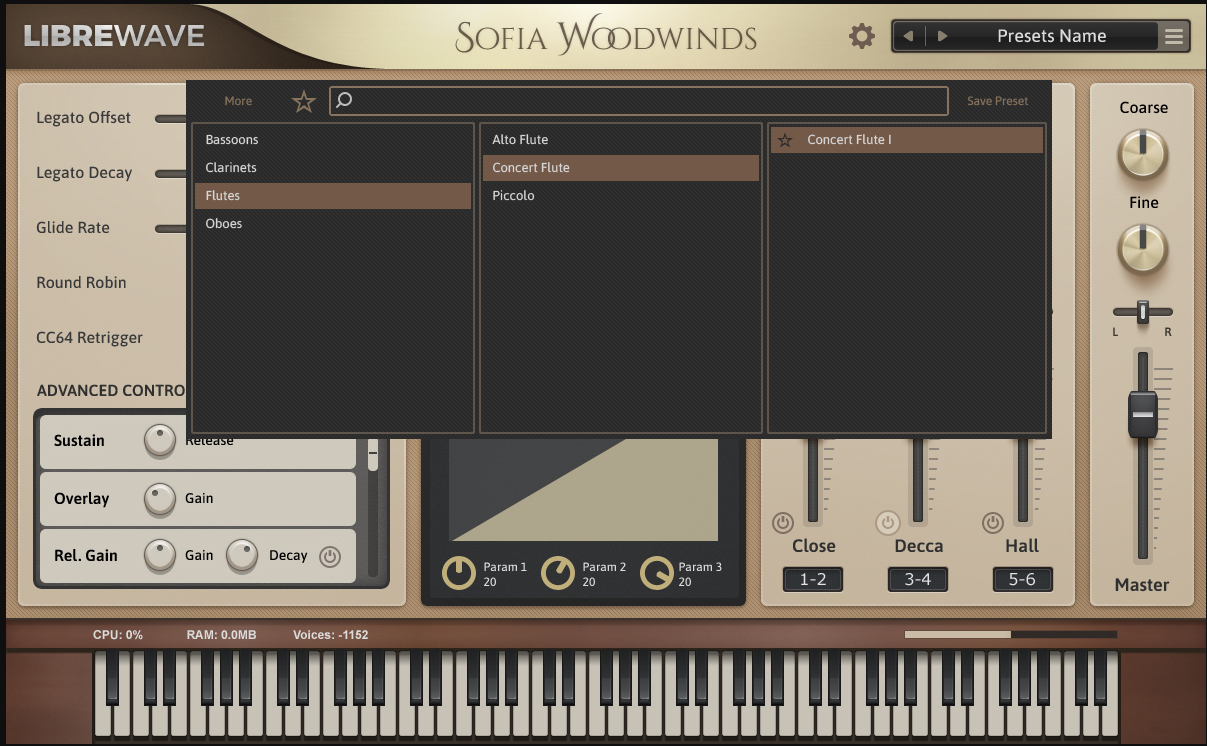 LIBREWAVE
SOFIA WOODWINDS
Presets Name
More
Save Preset
Bassoons
Clarinets
Flutes
Oboes
Alto Flute
Concert Flute
Piccolo
Concert Flute I
Legato Offset
Legato Decay
Glide Rate
Round Robin
CC64 Retrigger
ADVANCED CONTRO
Sustain
Release
Overlay
Gain
Rel. Gain
Gain
Decay
Param 1
20
Param 2
20
Param 3
20
Close
Decca
Hall
1-2
3-4
5-6
Coarse
Fine
L
R
Master
CPU: 0%
RAM: 0.0MB
Voices: -1152